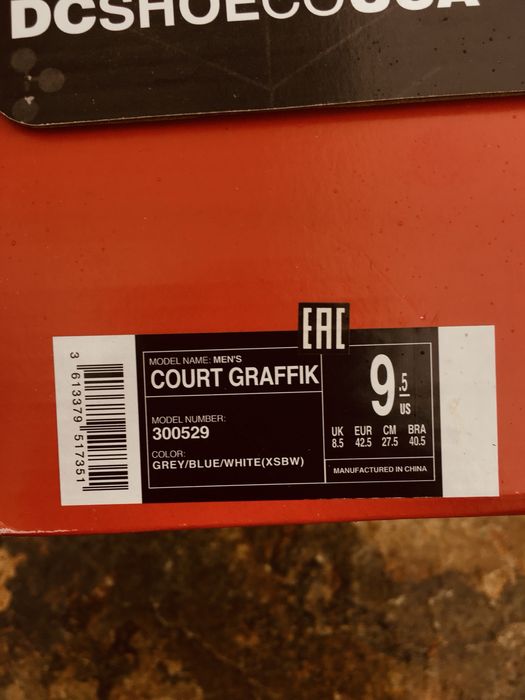 DCSHOECOUSA
EAC
MODEL NAME: MEN'S
COURT GRAFFIK
MODEL NUMBER:
300529
COLOR:
GREY/BLUE/WHITE(XSBW)
9.5
US
UK EUR CM BRA
8.5 42.5 27.5 40.5
MANUFACTURED IN CHINA
3 613379 517351